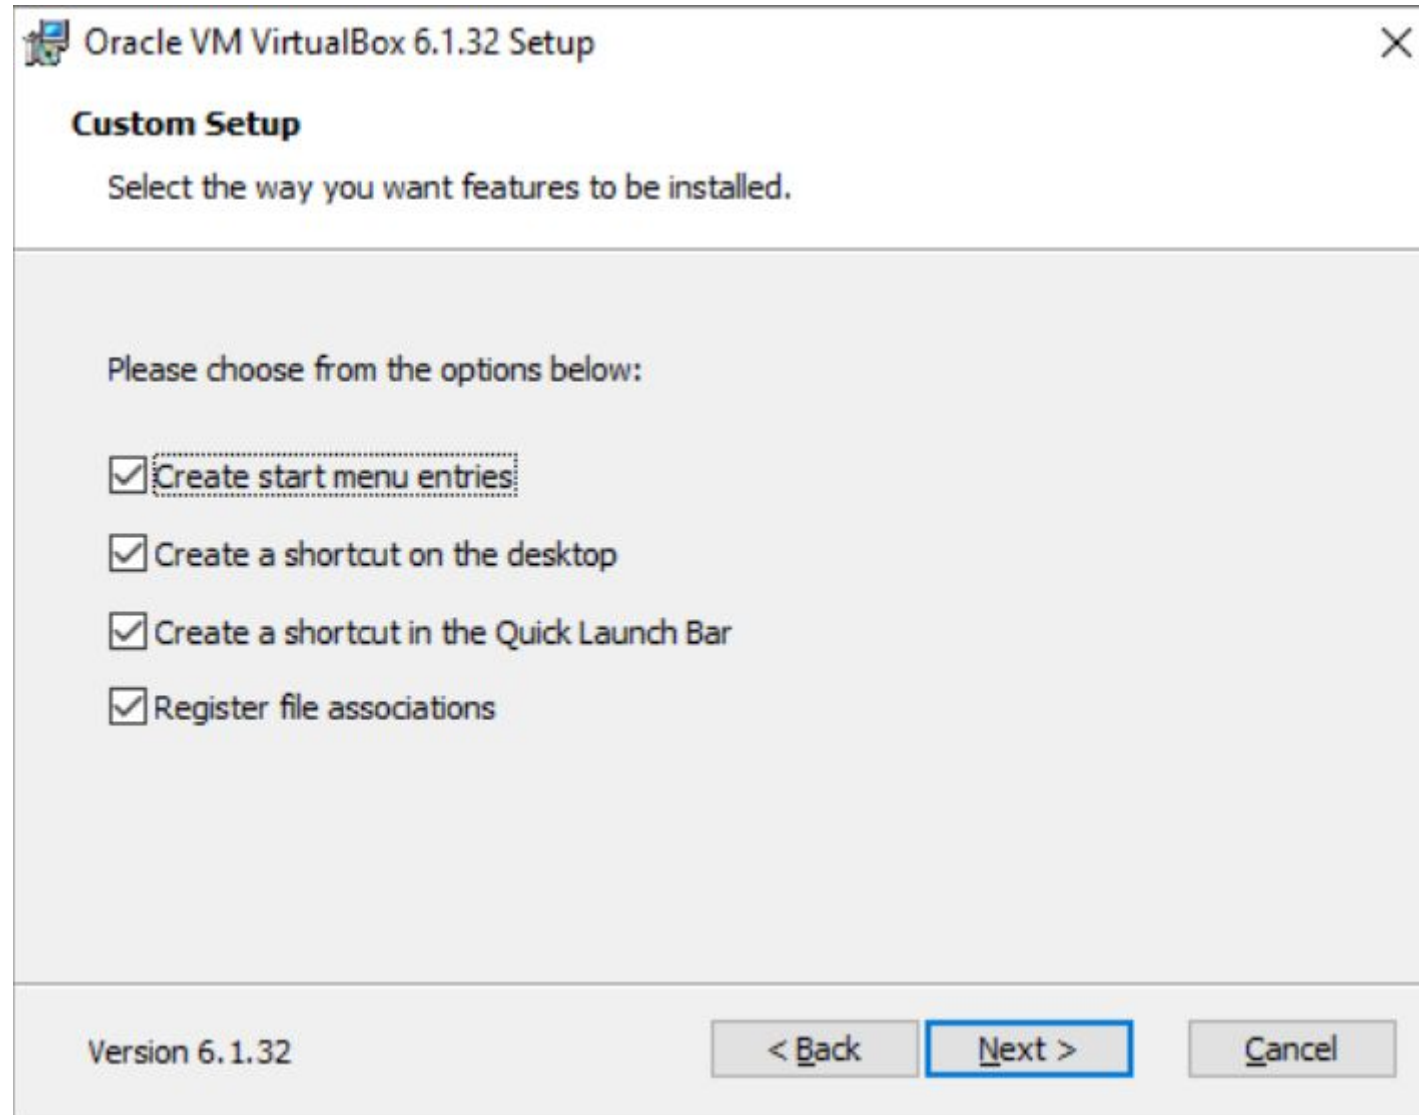 Oracle VM VirtualBox 6.1.32 Setup
Custom Setup
Select the way you want features to be installed.
Please choose from the options below:
Create start menu entries
Create a shortcut on the desktop
Create a shortcut in the Quick Launch Bar
Register file associations
Version 6.1.32
< Back
Next >
Cancel